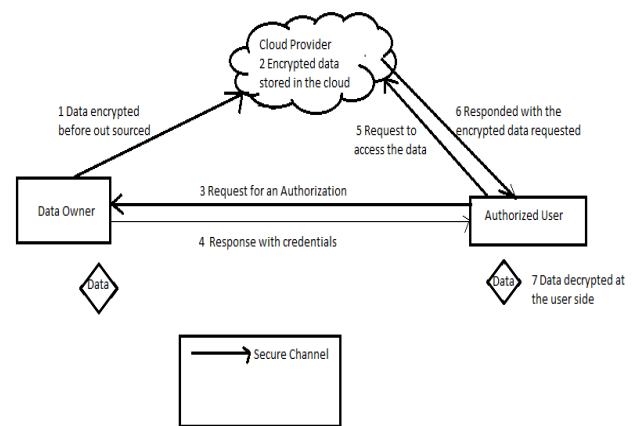 Cloud Provider
2 Encrypted data
stored in the cloud
1 Data encrypted
before out sourced
5 Request to
access the data
6 Responded with the
encrypted data requested
3 Request for an Authorization
Data Owner
Authorized User
4 Response with credentials
Data
Data
7 Data decrypted at
the user side
Secure Channel